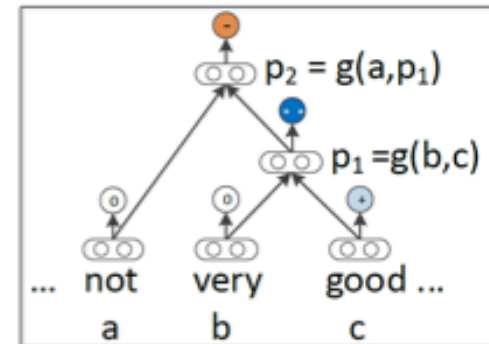 -
p₂ = g(a,p₁)
+ +
p₁ =g(b,c)
0 0 +
... not very good ...
a b c